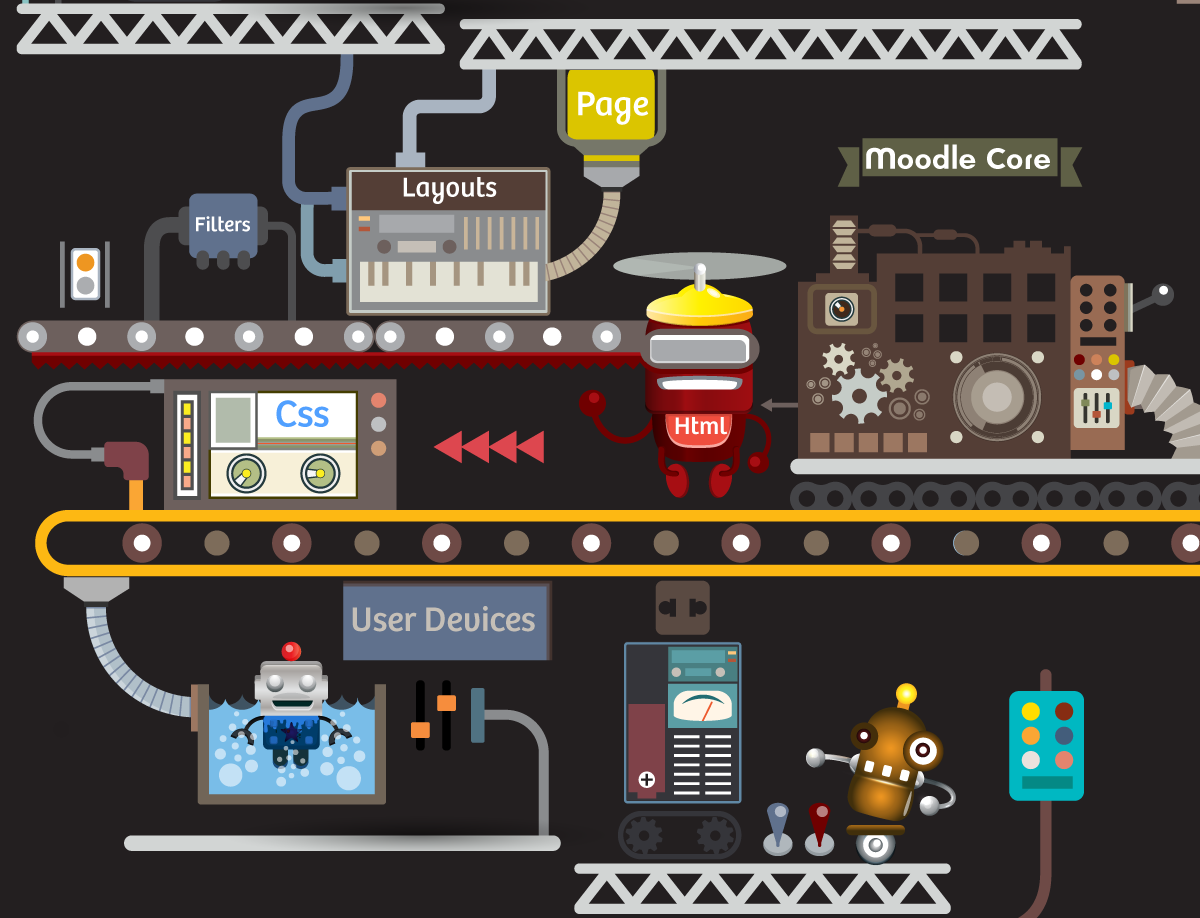 Page
Moodle Core
Layouts
Filters
Css
Html
User Devices